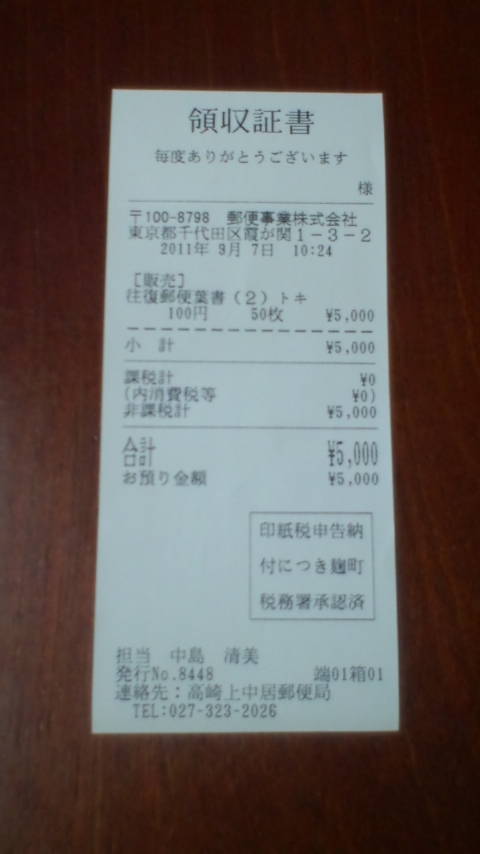 領収証書
毎度ありがとうございます
様
〒100-8798 郵便事業株式会社
東京都千代田区霞が関1-3-2
2011年 9月 7日 10:24
[販売]
往復郵便葉書(2)トキ
100円 50枚 ¥5,000
小 計 ¥5,000
課税計 ¥0
(内消費税等 ¥0)
非課税計 ¥5,000
合計 ¥5,000
お預り金額 ¥5,000
印紙税申告納
付につき麹町
税務署承認済
担当 中島 清美
発行No.8448 端01箱01
連絡先:高崎上中居郵便局
TEL:027-323-2026